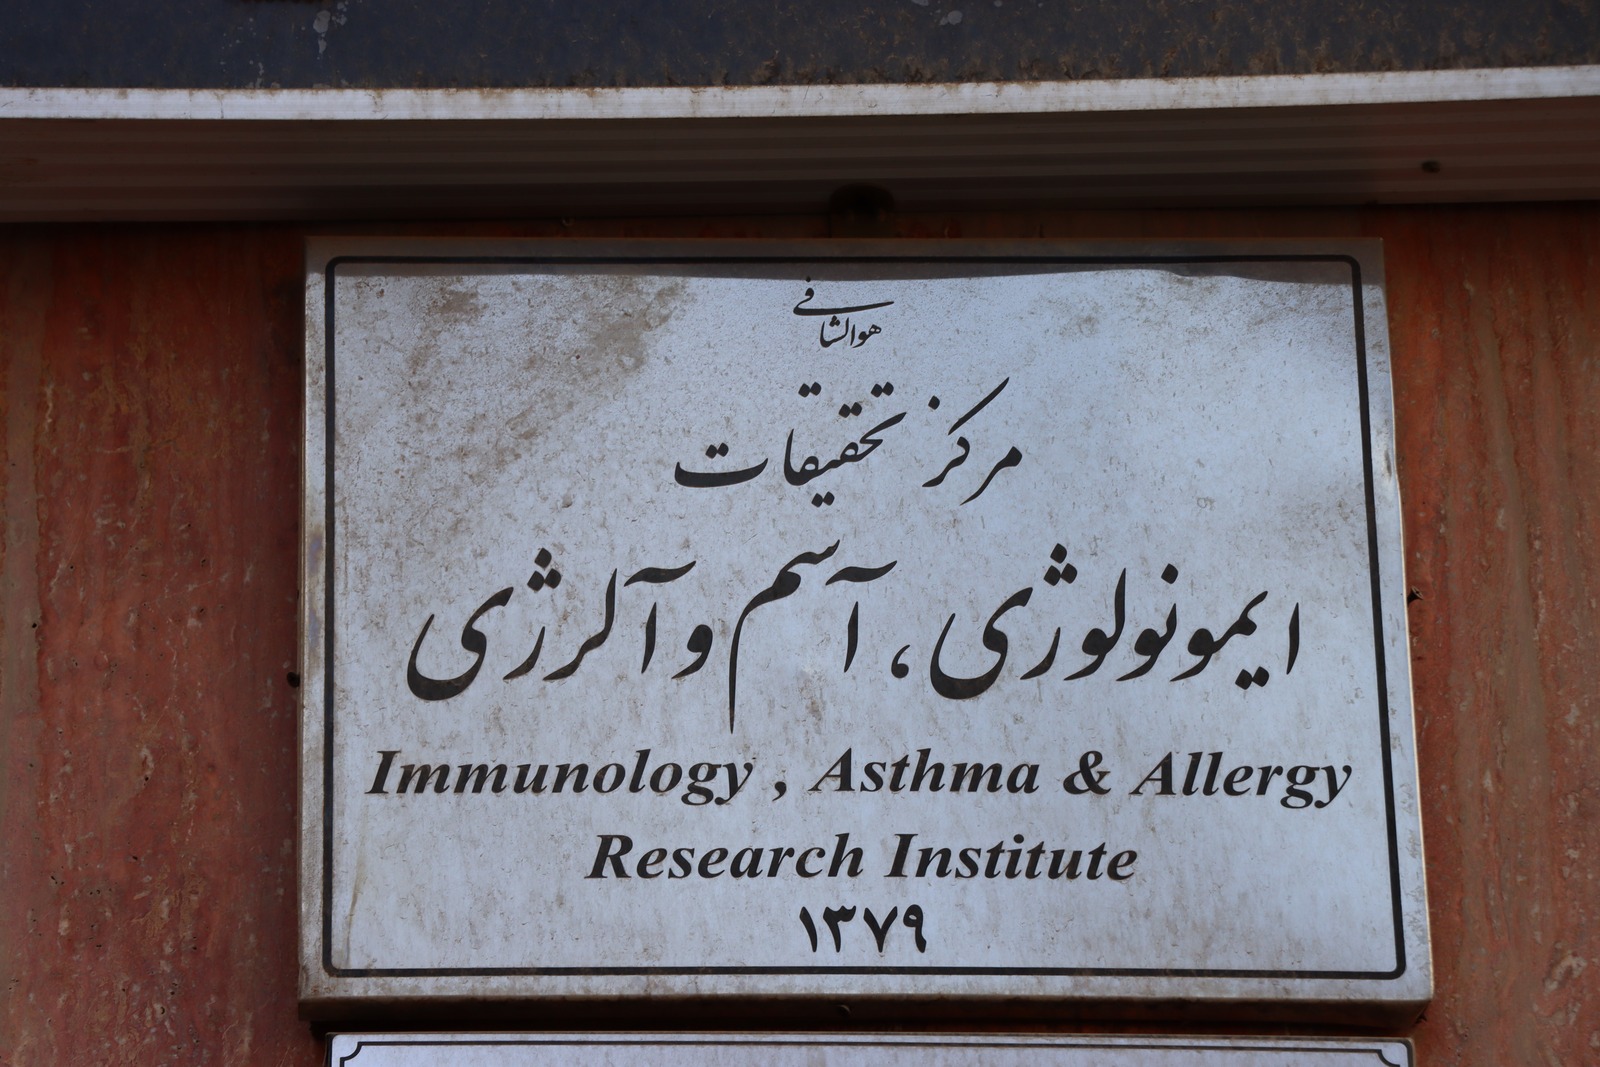 هوالشافی
مرکز تحقیقات
ایمونولوژی، آسم و آلرژی
Immunology , Asthma & Allergy
Research Institute
۱۳۷۹